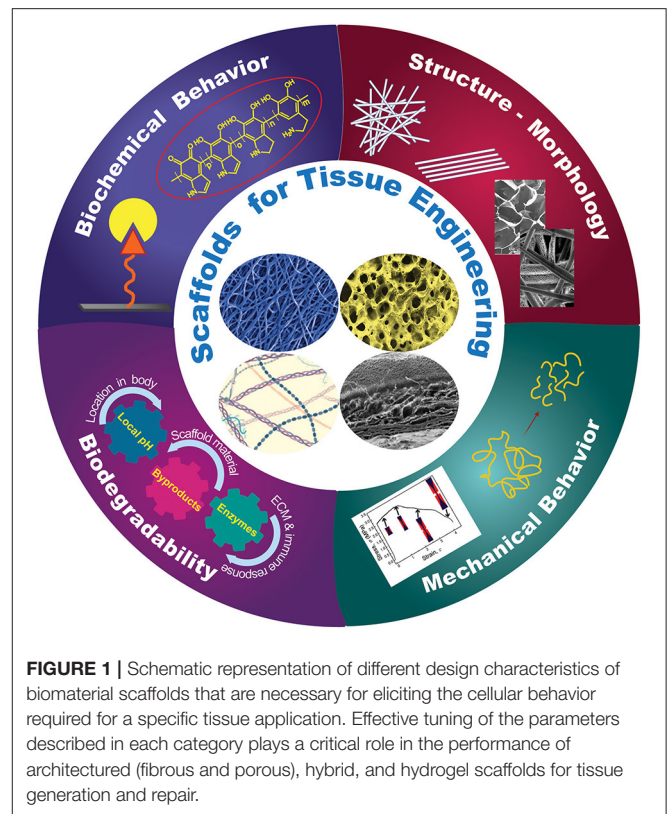 Biochemical Behavior
Structure - Morphology
Scaffolds for Tissue Engineering
Location in body
Local pH
Scaffold material
Byproducts
Enzymes
ECM & immune response
Biodegradability
Mechanical Behavior
Strain, ε
FIGURE 1 | Schematic representation of different design characteristics of
biomaterial scaffolds that are necessary for eliciting the cellular behavior
required for a specific tissue application. Effective tuning of the parameters
described in each category plays a critical role in the performance of
architectured (fibrous and porous), hybrid, and hydrogel scaffolds for tissue
generation and repair.